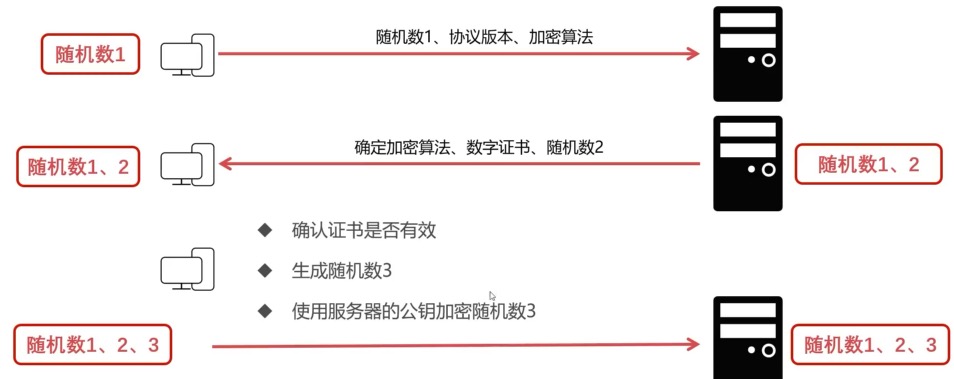 随机数1、协议版本、加密算法
随机数1
确定加密算法、数字证书、随机数2
随机数1、2
随机数1、2
确认证书是否有效
生成随机数3
使用服务器的公钥加密随机数3
随机数1、2、3
随机数1、2、3